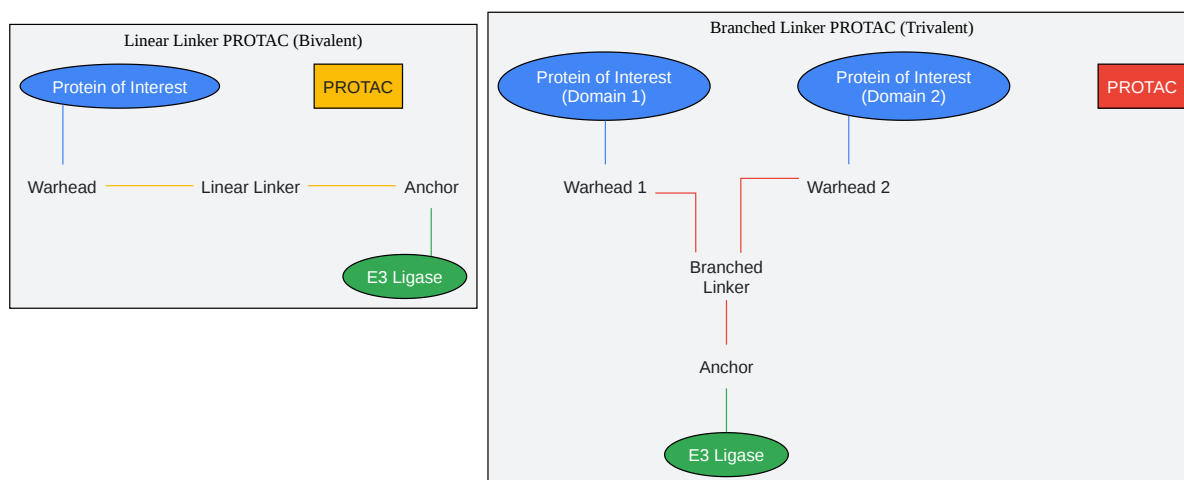 Linear Linker PROTAC (Bivalent)
Protein of Interest
PROTAC
Warhead
Linear Linker
Anchor
E3 Ligase
Branched Linker PROTAC (Trivalent)
Protein of Interest
(Domain 1)
Protein of Interest
(Domain 2)
PROTAC
Warhead 1
Warhead 2
Branched
Linker
Anchor
E3 Ligase